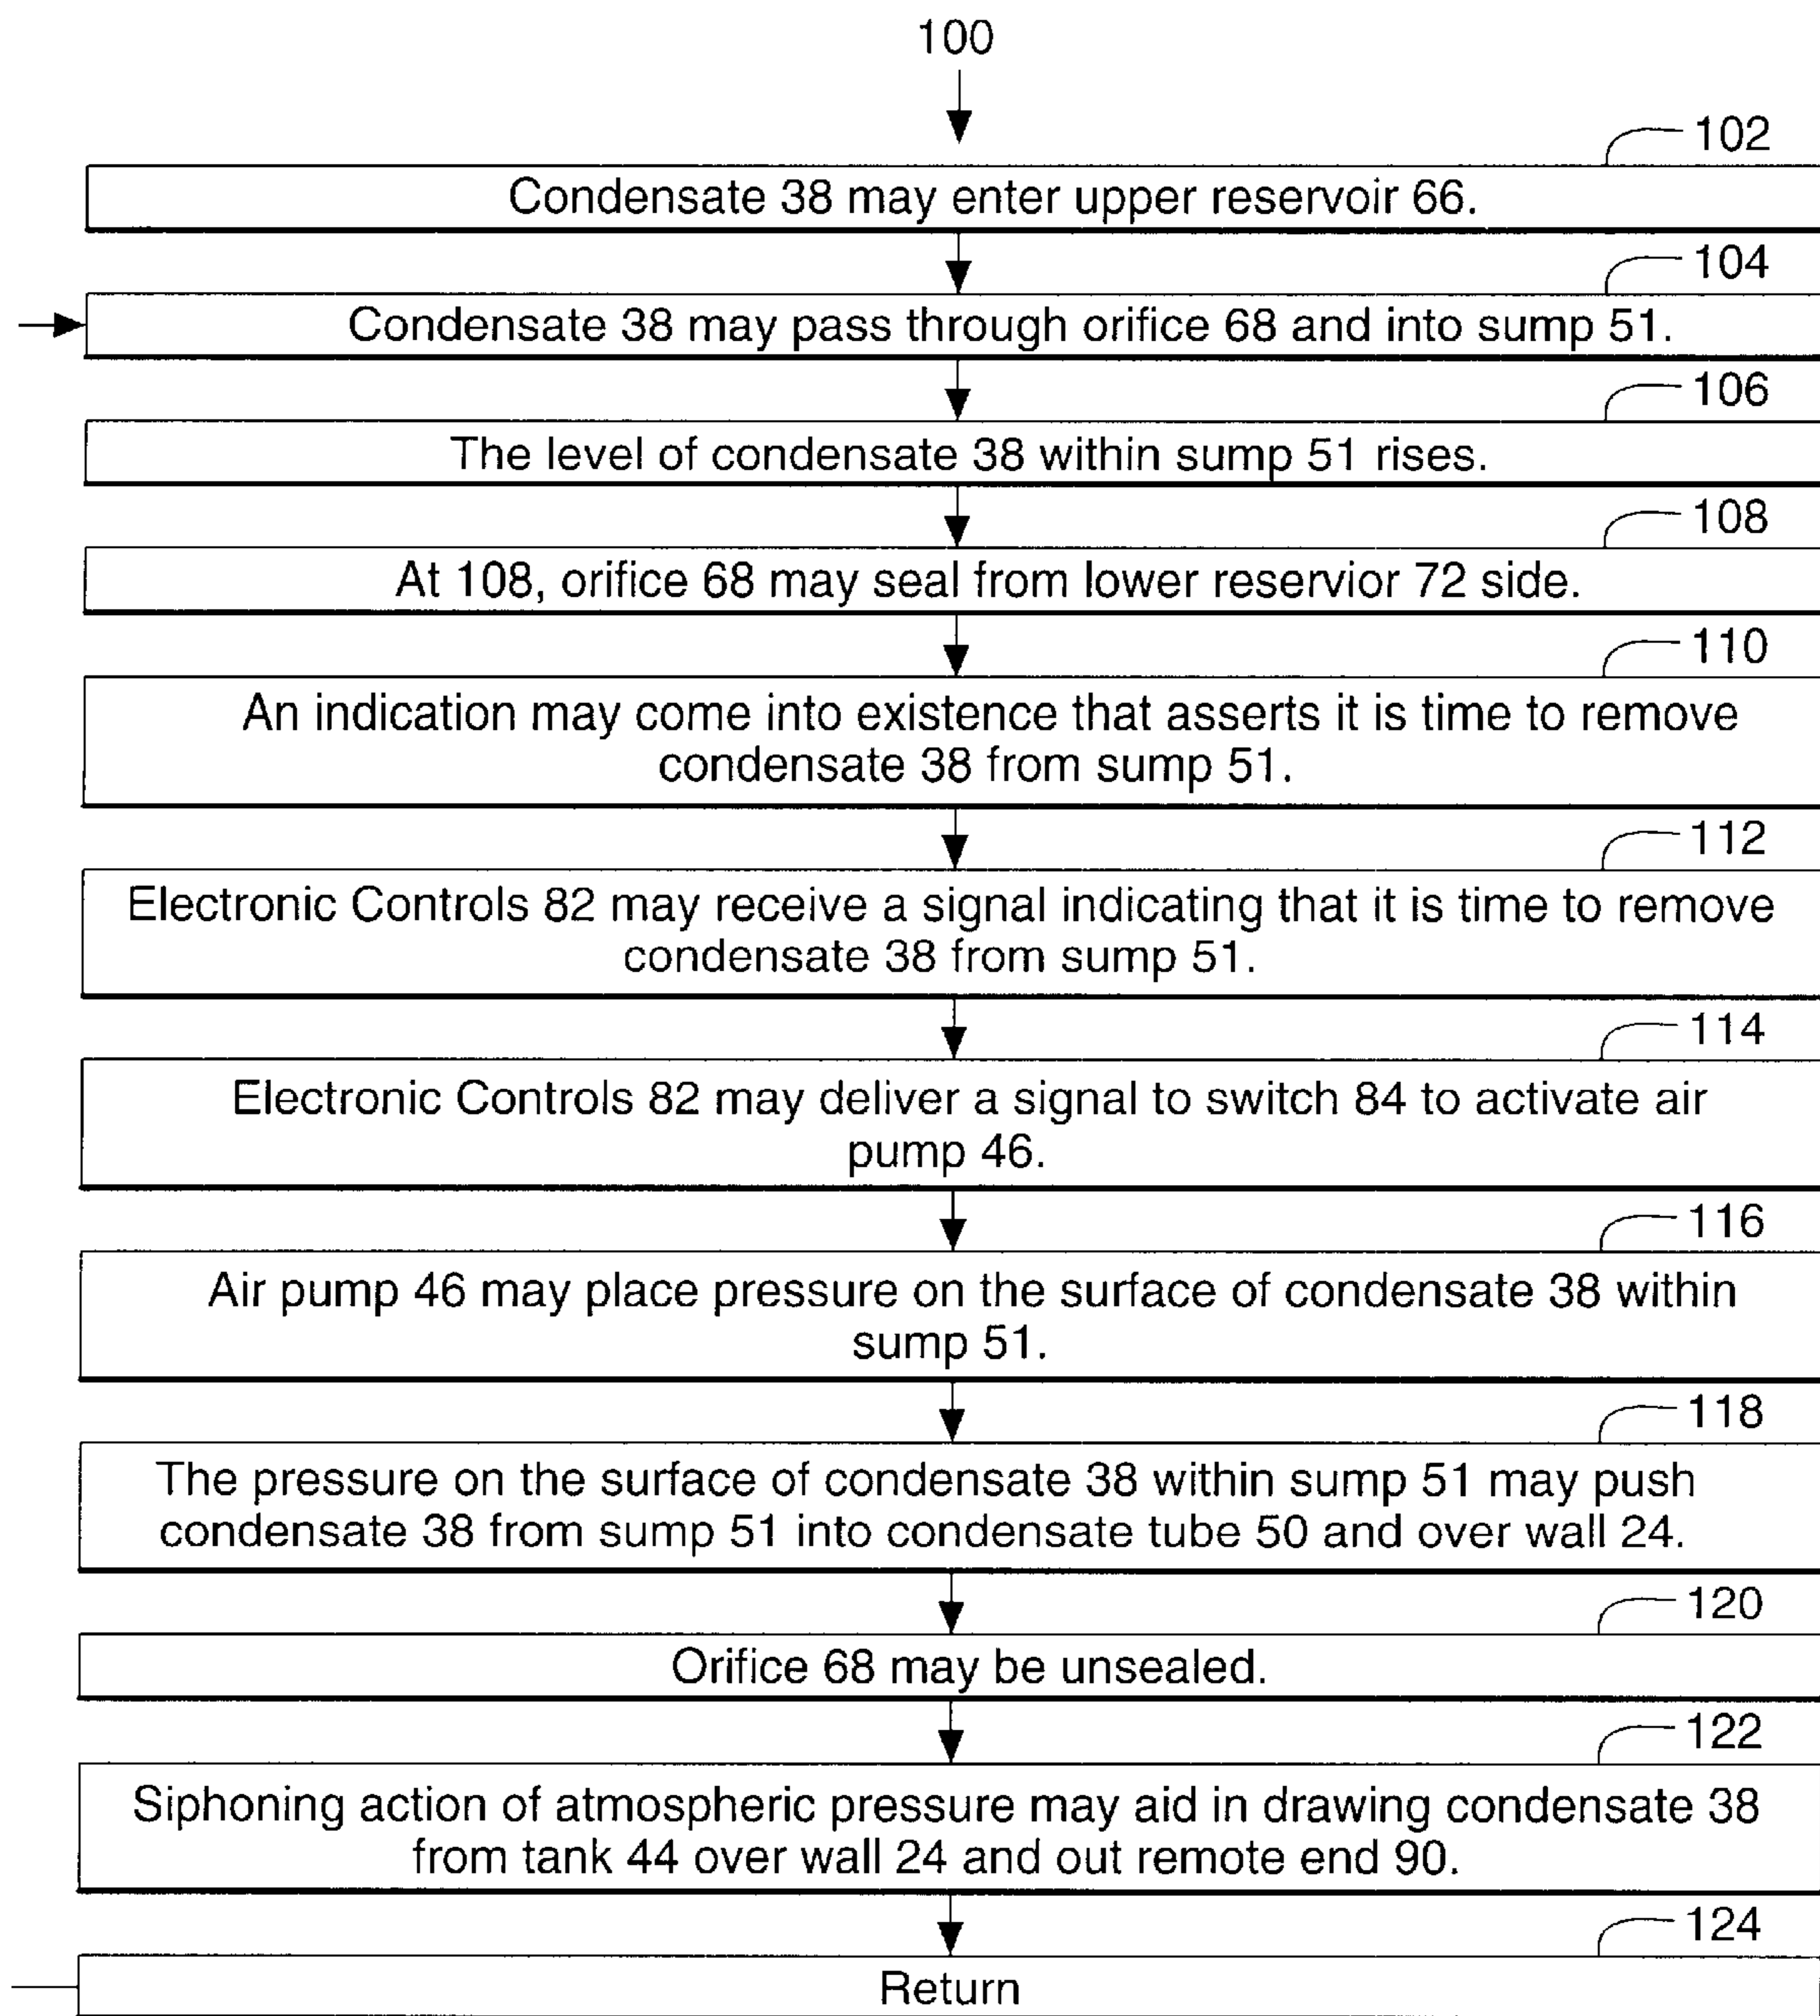 100
102
Condensate 38 may enter upper reservoir 66.
104
Condensate 38 may pass through orifice 68 and into sump 51.
106
The level of condensate 38 within sump 51 rises.
108
At 108, orifice 68 may seal from lower reservior 72 side.
110
An indication may come into existence that asserts it is time to remove
condensate 38 from sump 51.
112
Electronic Controls 82 may receive a signal indicating that it is time to remove
condensate 38 from sump 51.
114
Electronic Controls 82 may deliver a signal to switch 84 to activate air
pump 46.
116
Air pump 46 may place pressure on the surface of condensate 38 within
sump 51.
118
The pressure on the surface of condensate 38 within sump 51 may push
condensate 38 from sump 51 into condensate tube 50 and over wall 24.
120
Orifice 68 may be unsealed.
122
Siphoning action of atmospheric pressure may aid in drawing condensate 38
from tank 44 over wall 24 and out remote end 90.
124
Return